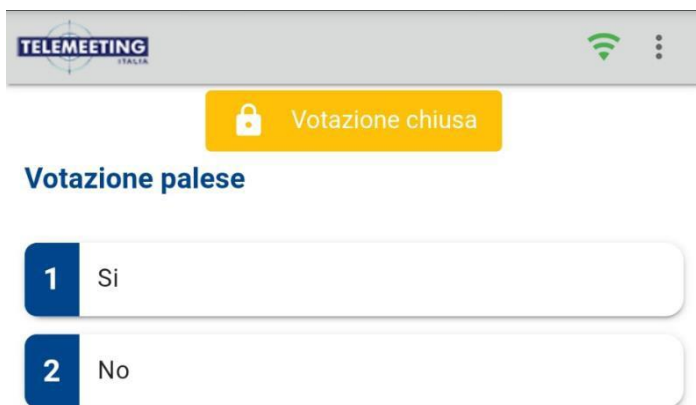 TELEMEETING
ITALIA
Votazione chiusa
Votazione palese
1 Si
2 No